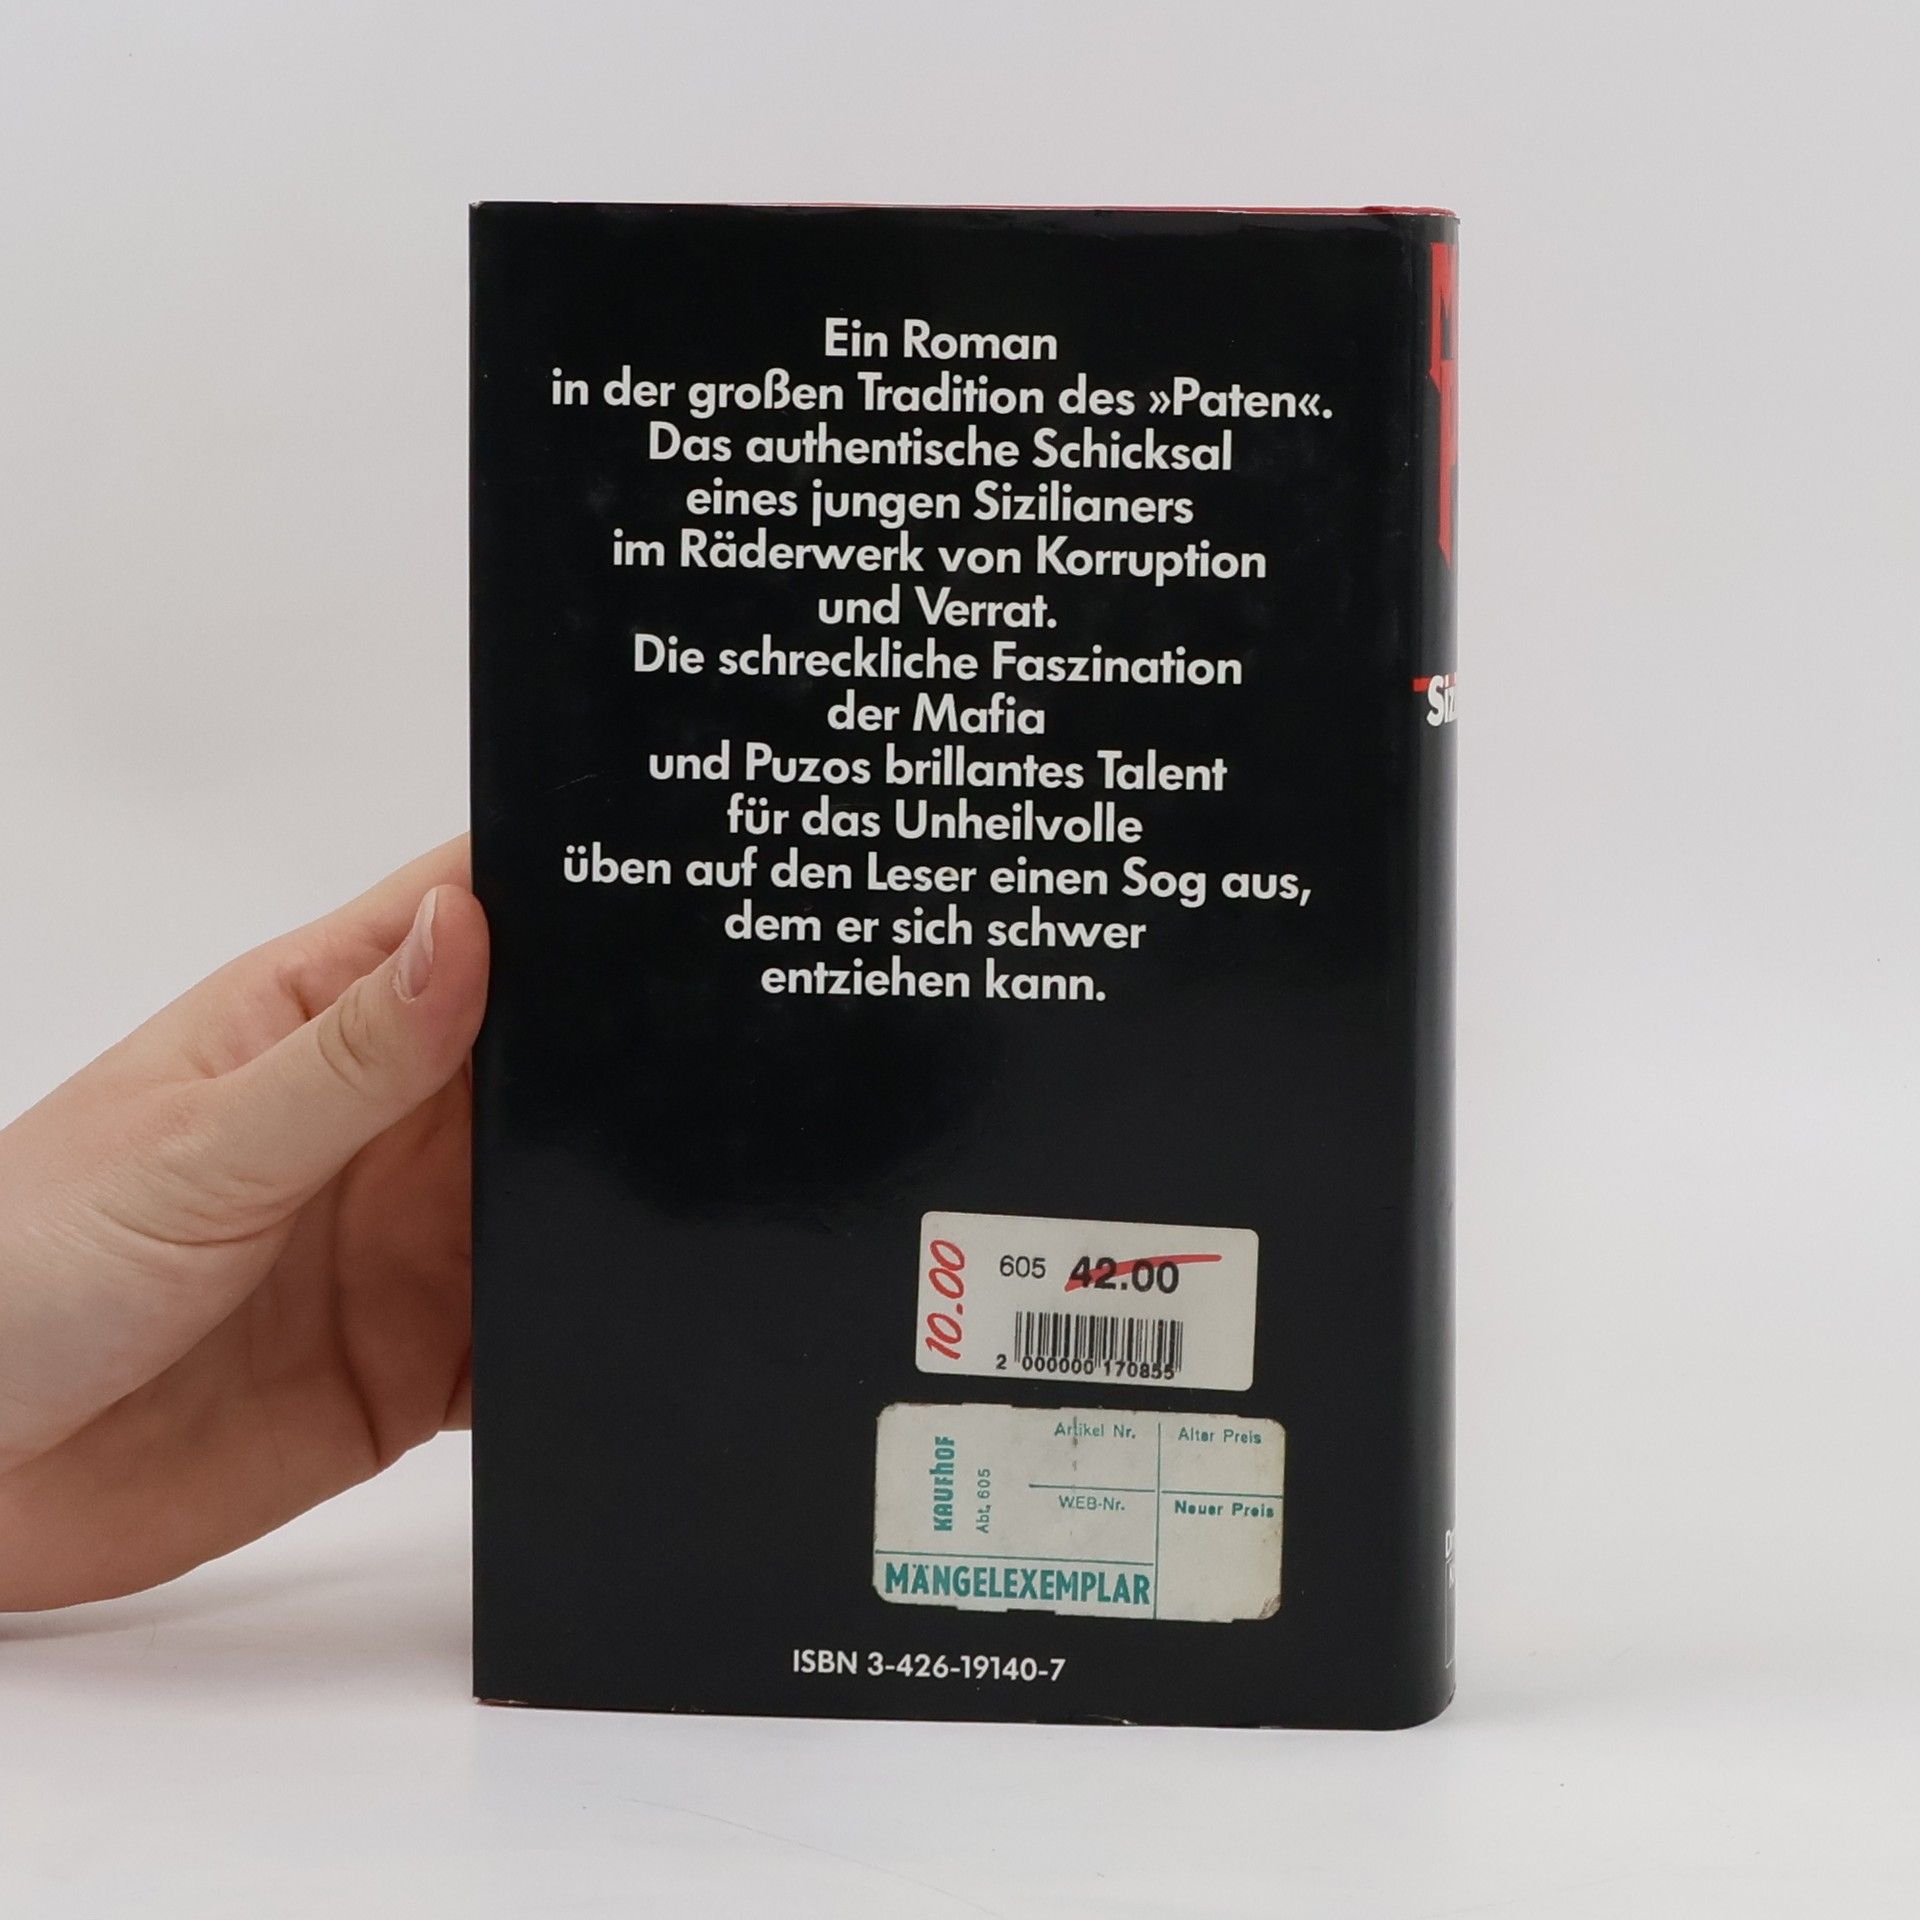 Ein Roman
in der großen Tradition des »Paten«.
Das authentische Schicksal
eines jungen Sizilianers
im Räderwerk von Korruption
und Verrat.
Die schreckliche Faszination
der Mafia
und Puzos brillantes Talent
für das Unheilvolle
üben auf den Leser einen Sog aus,
dem er sich schwer
entziehen kann.
10.00
605 42.00
2 000000 170855
KAUFHOF
Abt. 605
Artikel Nr.
Alter Preis
WEB-Nr.
Neuer Preis
MÄNGELEXEMPLAR
ISBN 3-426-19140-7